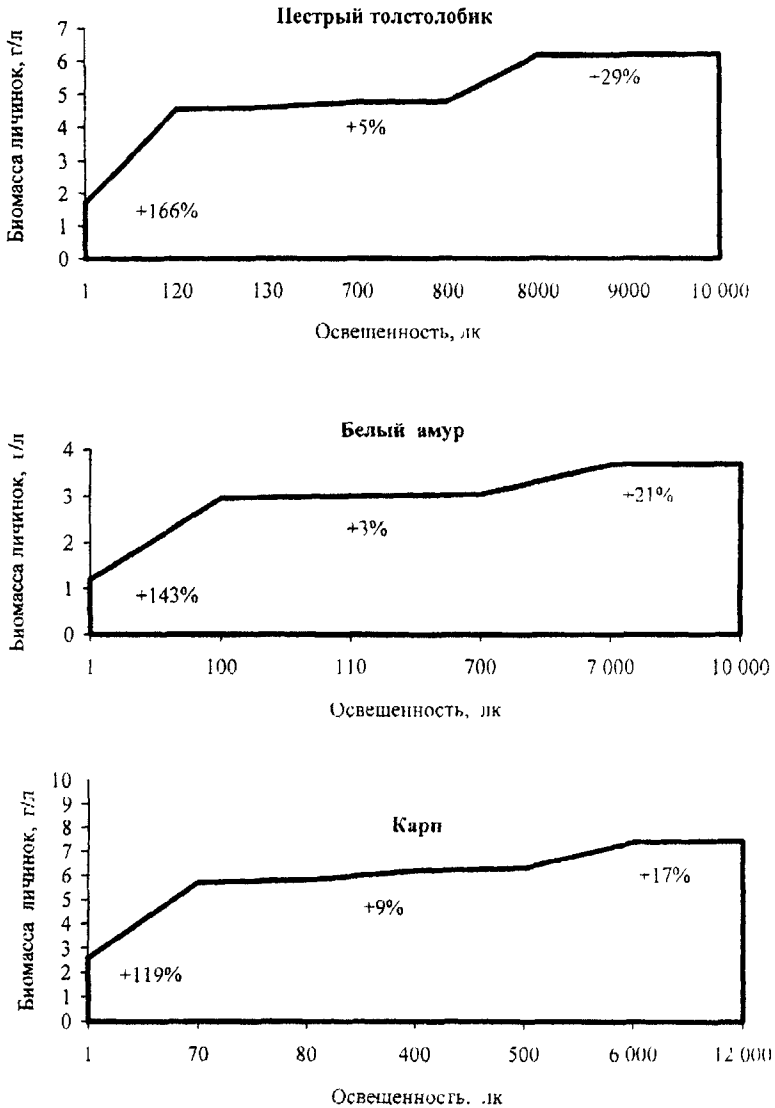 Пестрый толстолобик
Биомасса личинок, г/л
7
6
5
4
3
2
1
0
+29%
+5%
+166%
1 120 130 700 800 8000 9000 10 000
Освещенность, лк
Белый амур
Биомасса личинок, г/л
4
3
2
1
0
+21%
+3%
+143%
1 100 110 700 7 000 10 000
Освещенность, лк
Карп
Биомасса личинок, г/л
10
9
8
7
6
5
4
3
2
1
0
+17%
+9%
+119%
1 70 80 400 500 6 000 12 000
Освещенность, лк